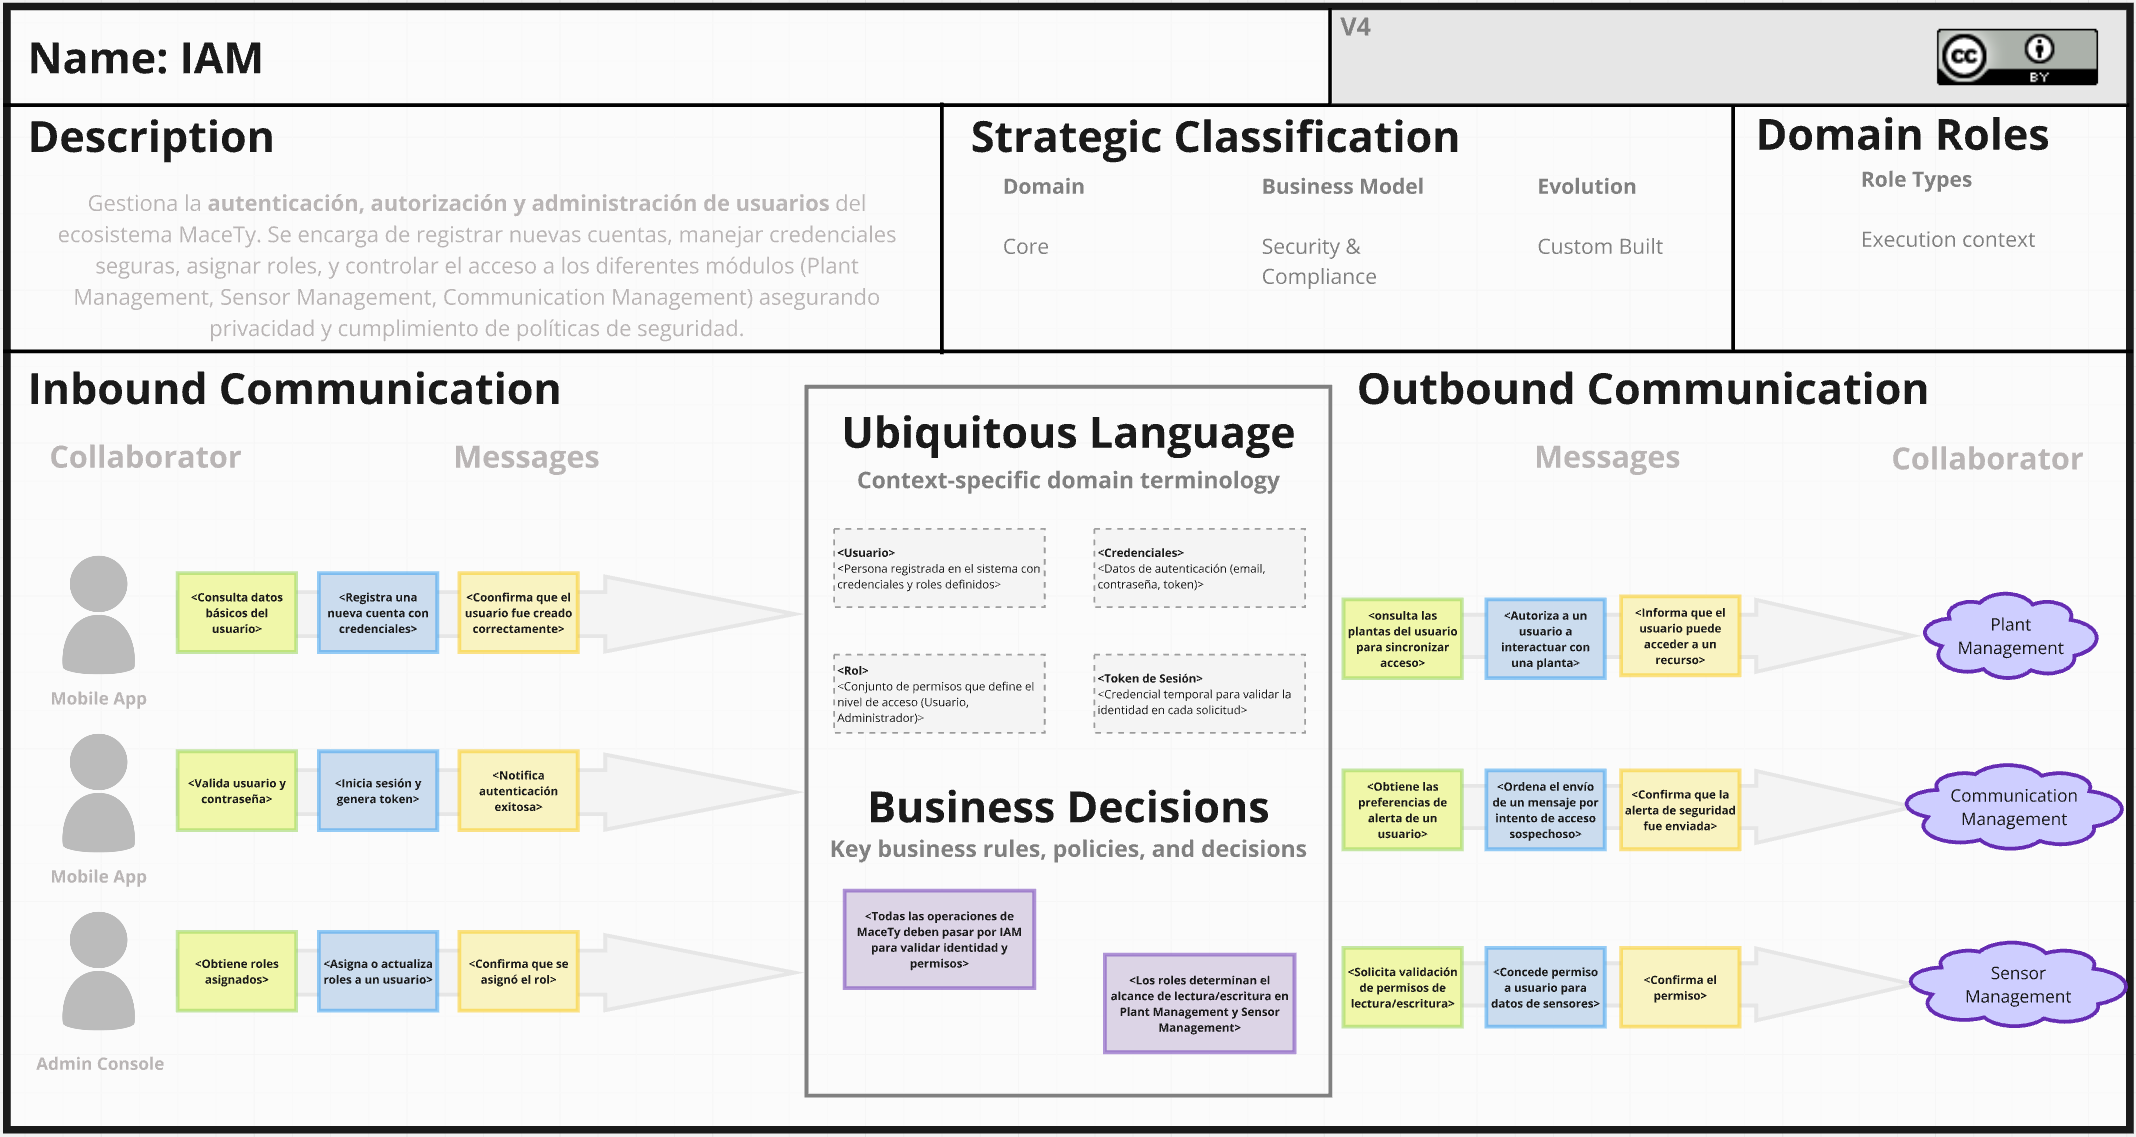 Name: IAM
V4
cc
BY
Description
Gestiona la autenticación, autorización y administración de usuarios del
ecosistema MaceTy. Se encarga de registrar nuevas cuentas, manejar credenciales
seguras, asignar roles, y controlar el acceso a los diferentes módulos (Plant
Management, Sensor Management, Communication Management) asegurando
privacidad y cumplimiento de políticas de seguridad.
Strategic Classification
Domain
Core
Business Model
Security &
Compliance
Evolution
Custom Built
Domain Roles
Role Types
Execution context
Inbound Communication
Collaborator
Messages
Mobile App
<Consulta datos
básicos del
usuario>
<Registra una
nueva cuenta con
credenciales>
<Coonfirma que el
usuario fue creado
correctamente>
Mobile App
<Valida usuario y
contraseña>
<Inicia sesión y
genera token>
<Notifica
autenticación
exitosa>
Admin Console
<Obtiene roles
asignados>
<Asigna o actualiza
roles a un usuario>
<Confirma que se
asignó el rol>
Ubiquitous Language
Context-specific domain terminology
<Usuario>
<Persona registrada en el sistema con
credenciales y roles definidos>
<Credenciales>
<Datos de autenticación (email,
contraseña, token)>
<Rol>
<Conjunto de permisos que define el
nivel de acceso (Usuario,
Administrador)>
<Token de Sesión>
<Credencial temporal para validar la
identidad en cada solicitud>
Business Decisions
Key business rules, policies, and decisions
<Todas las operaciones de
MaceTy deben pasar por IAM
para validar identidad y
permisos>
<Los roles determinan el
alcance de lectura/escritura en
Plant Management y Sensor
Management>
Outbound Communication
Messages
Collaborator
<onsulta las
plantas del usuario
para sincronizar
acceso>
<Autoriza a un
usuario a
interactuar con
una planta>
<Informa que el
usuario puede
acceder a un
recurso>
Plant
Management
<Obtiene las
preferencias de
alerta de un
usuario>
<Ordena el envío
de un mensaje por
intento de acceso
sospechoso>
<Confirma que la
alerta de seguridad
fue enviada>
Communication
Management
<Solicita validación
de permisos de
lectura/escritura>
<Concede permiso
a usuario para
datos de sensores>
<Confirma el
permiso>
Sensor
Management